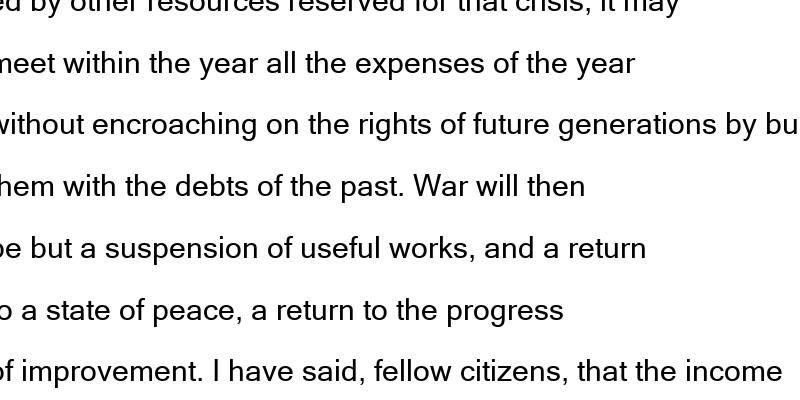 ed by other resources reserved for that crisis, it may
meet within the year all the expenses of the year
without encroaching on the rights of future generations by bu
them with the debts of the past. War will then
be but a suspension of useful works, and a return
to a state of peace, a return to the progress
of improvement. I have said, fellow citizens, that the income